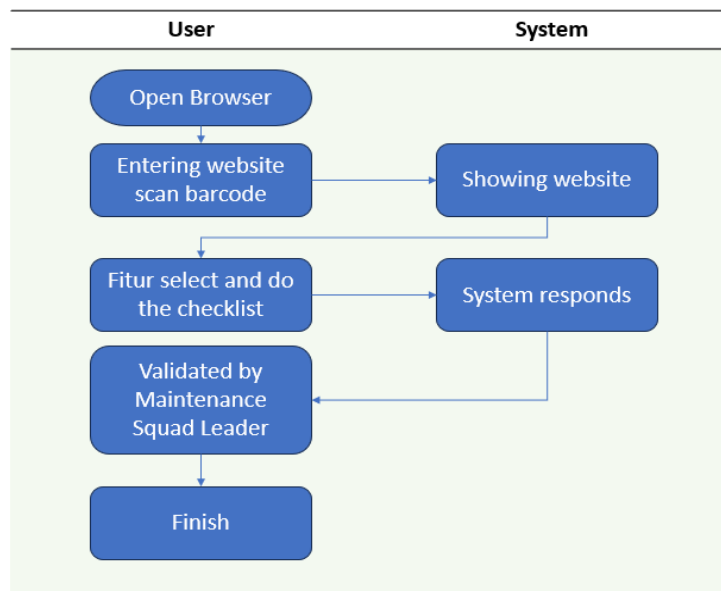 User
System
Open Browser
Entering website
scan barcode
Showing website
Fitur select and do
the checklist
System responds
Validated by
Maintenance
Squad Leader
Finish